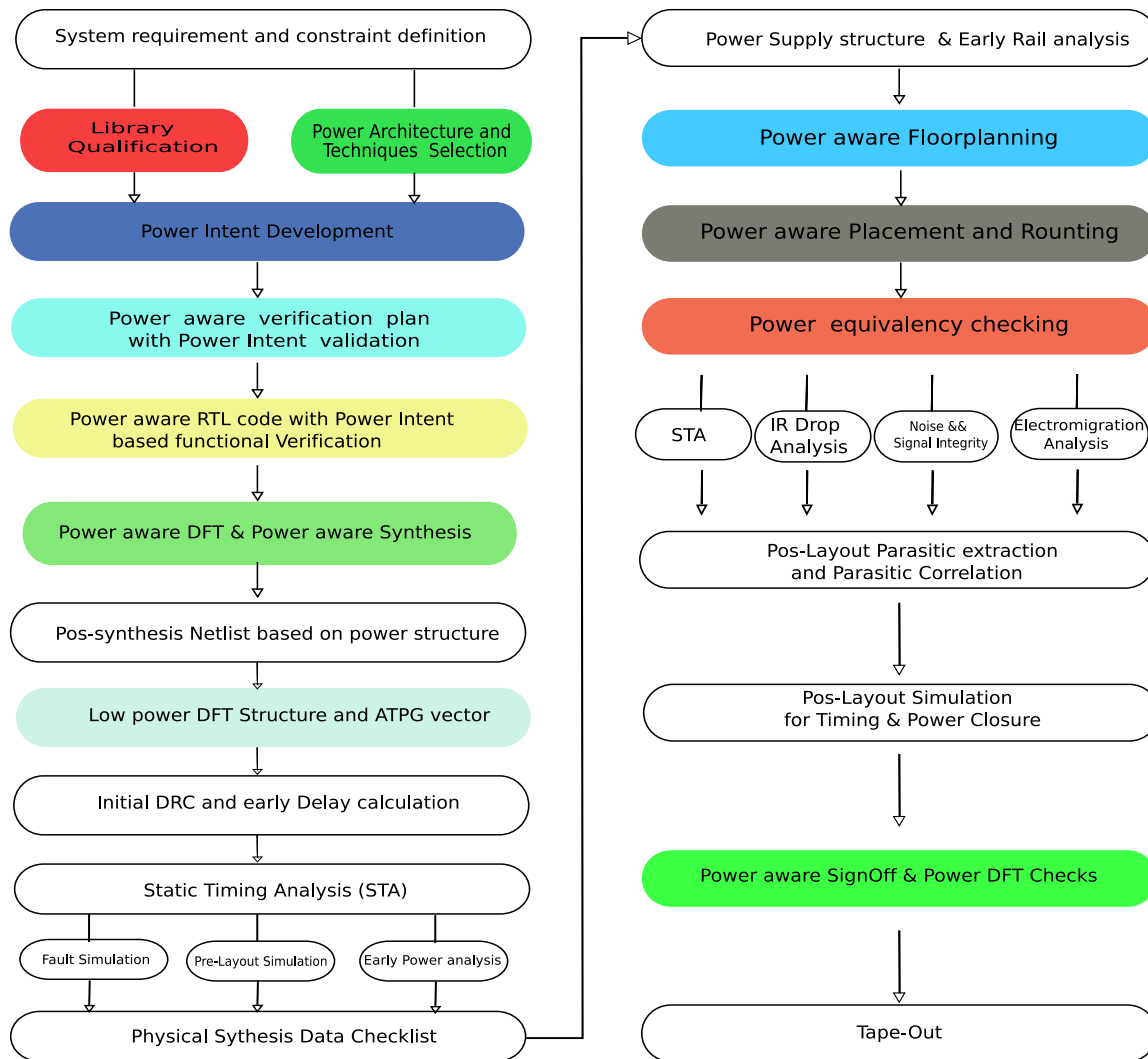 System requirement and constraint definition
Library
Qualification
Power Architecture and
Techniques Selection
Power Intent Development
Power aware verification plan
with Power Intent validation
Power aware RTL code with Power Intent
based functional Verification
Power aware DFT & Power aware Synthesis
Pos-synthesis Netlist based on power structure
Low power DFT Structure and ATPG vector
Initial DRC and early Delay calculation
Static Timing Analysis (STA)
Fault Simulation
Pre-Layout Simulation
Early Power analysis
Physical Sythesis Data Checklist
Power Supply structure & Early Rail analysis
Power aware Floorplanning
Power aware Placement and Rounting
Power equivalency checking
STA
IR Drop
Analysis
Noise &&
Signal Integrity
Electromigration
Analysis
Pos-Layout Parasitic extraction
and Parasitic Correlation
Pos-Layout Simulation
for Timing & Power Closure
Power aware SignOff & Power DFT Checks
Tape-Out